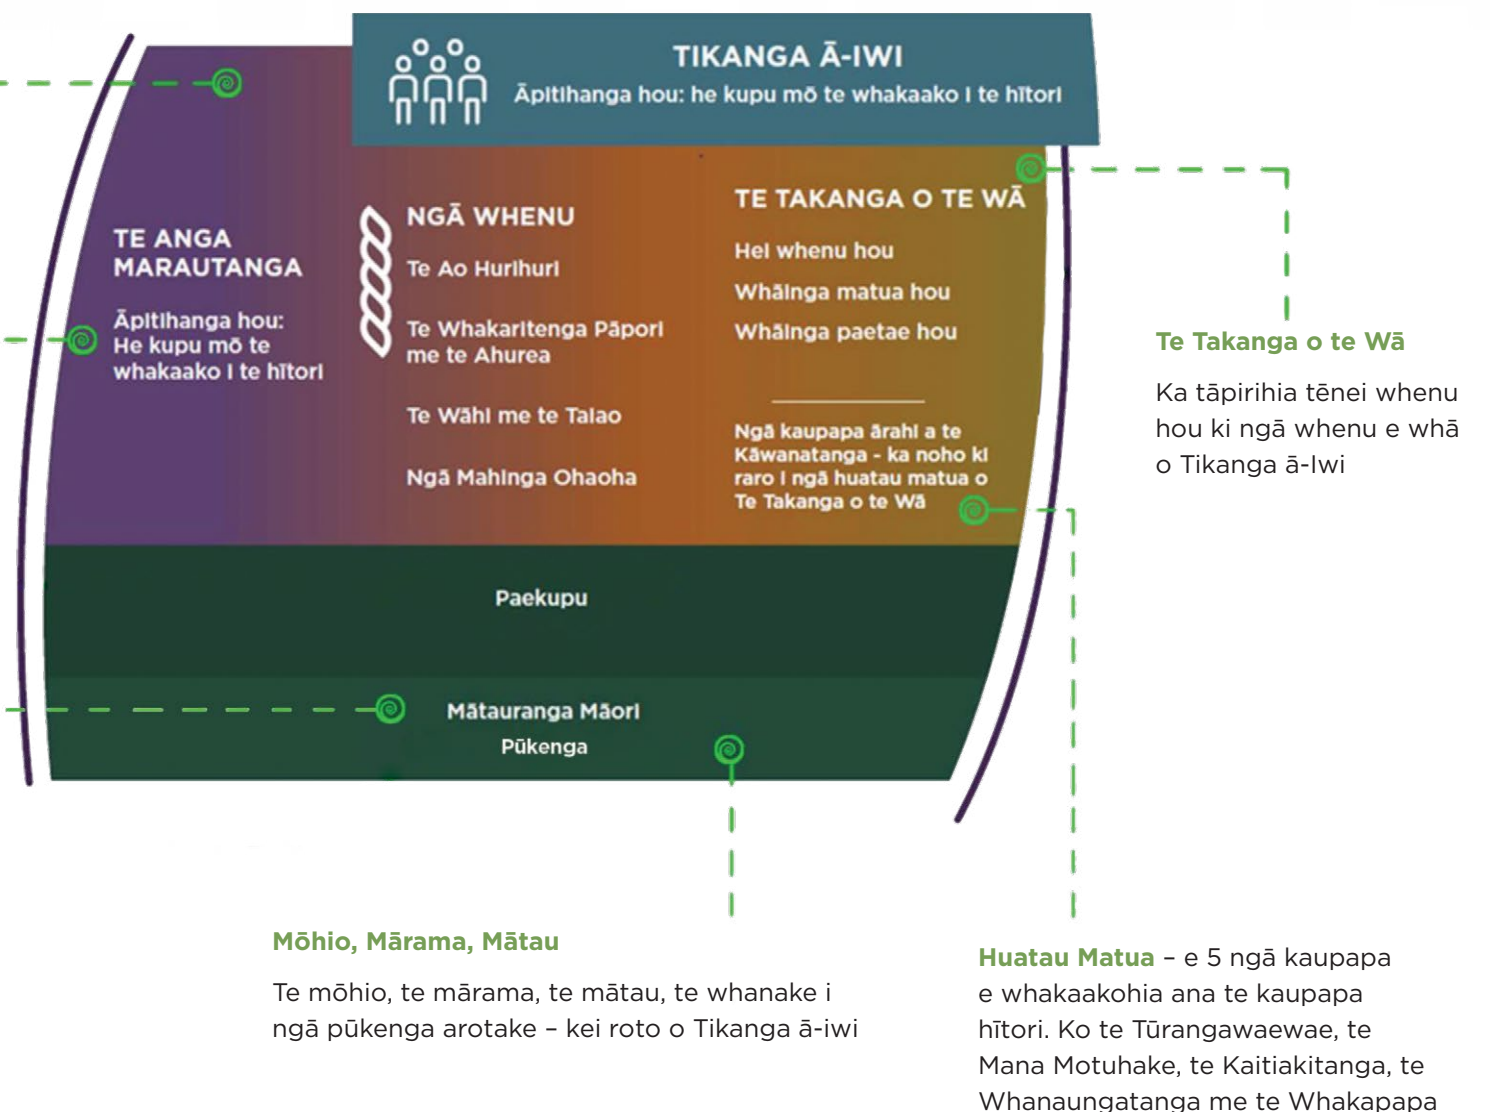 TIKANGA Ā-IWI
Āpitihanga hou: he kupu mō te whakaako i te hītori
TE ANGA
MARAUTANGA
Āpitihanga hou:
He kupu mō te
whakaako i te hītori
NGĀ WHENU
Te Ao Hurihuri
Te Whakaritenga Pāpori
me te Ahurea
Te Wāhi me te Taiao
Ngā Mahinga Ohaoha
TE TAKANGA O TE WĀ
Hei whenu hou
Whāinga matua hou
Whāinga paetae hou
Ngā kaupapa ārahi a te
Kāwanatanga - ka noho ki
raro i ngā huatau matua o
Te Takanga o te Wā
Paekupu
Mātauranga Māori
Pūkenga
Te Takanga o te Wā
Ka tāpirihia tēnei whenu
hou ki ngā whenu e whā
o Tikanga ā-Iwi
Mōhio, Mārama, Mātau
Te mōhio, te mārama, te mātau, te whanake i
ngā pūkenga arotake – kei roto o Tikanga ā-iwi
Huatau Matua – e 5 ngā kaupapa
e whakaakohia ana te kaupapa
hītori. Ko te Tūrangawaewae, te
Mana Motuhake, te Kaitiakitanga, te
Whanaungatanga me te Whakapapa